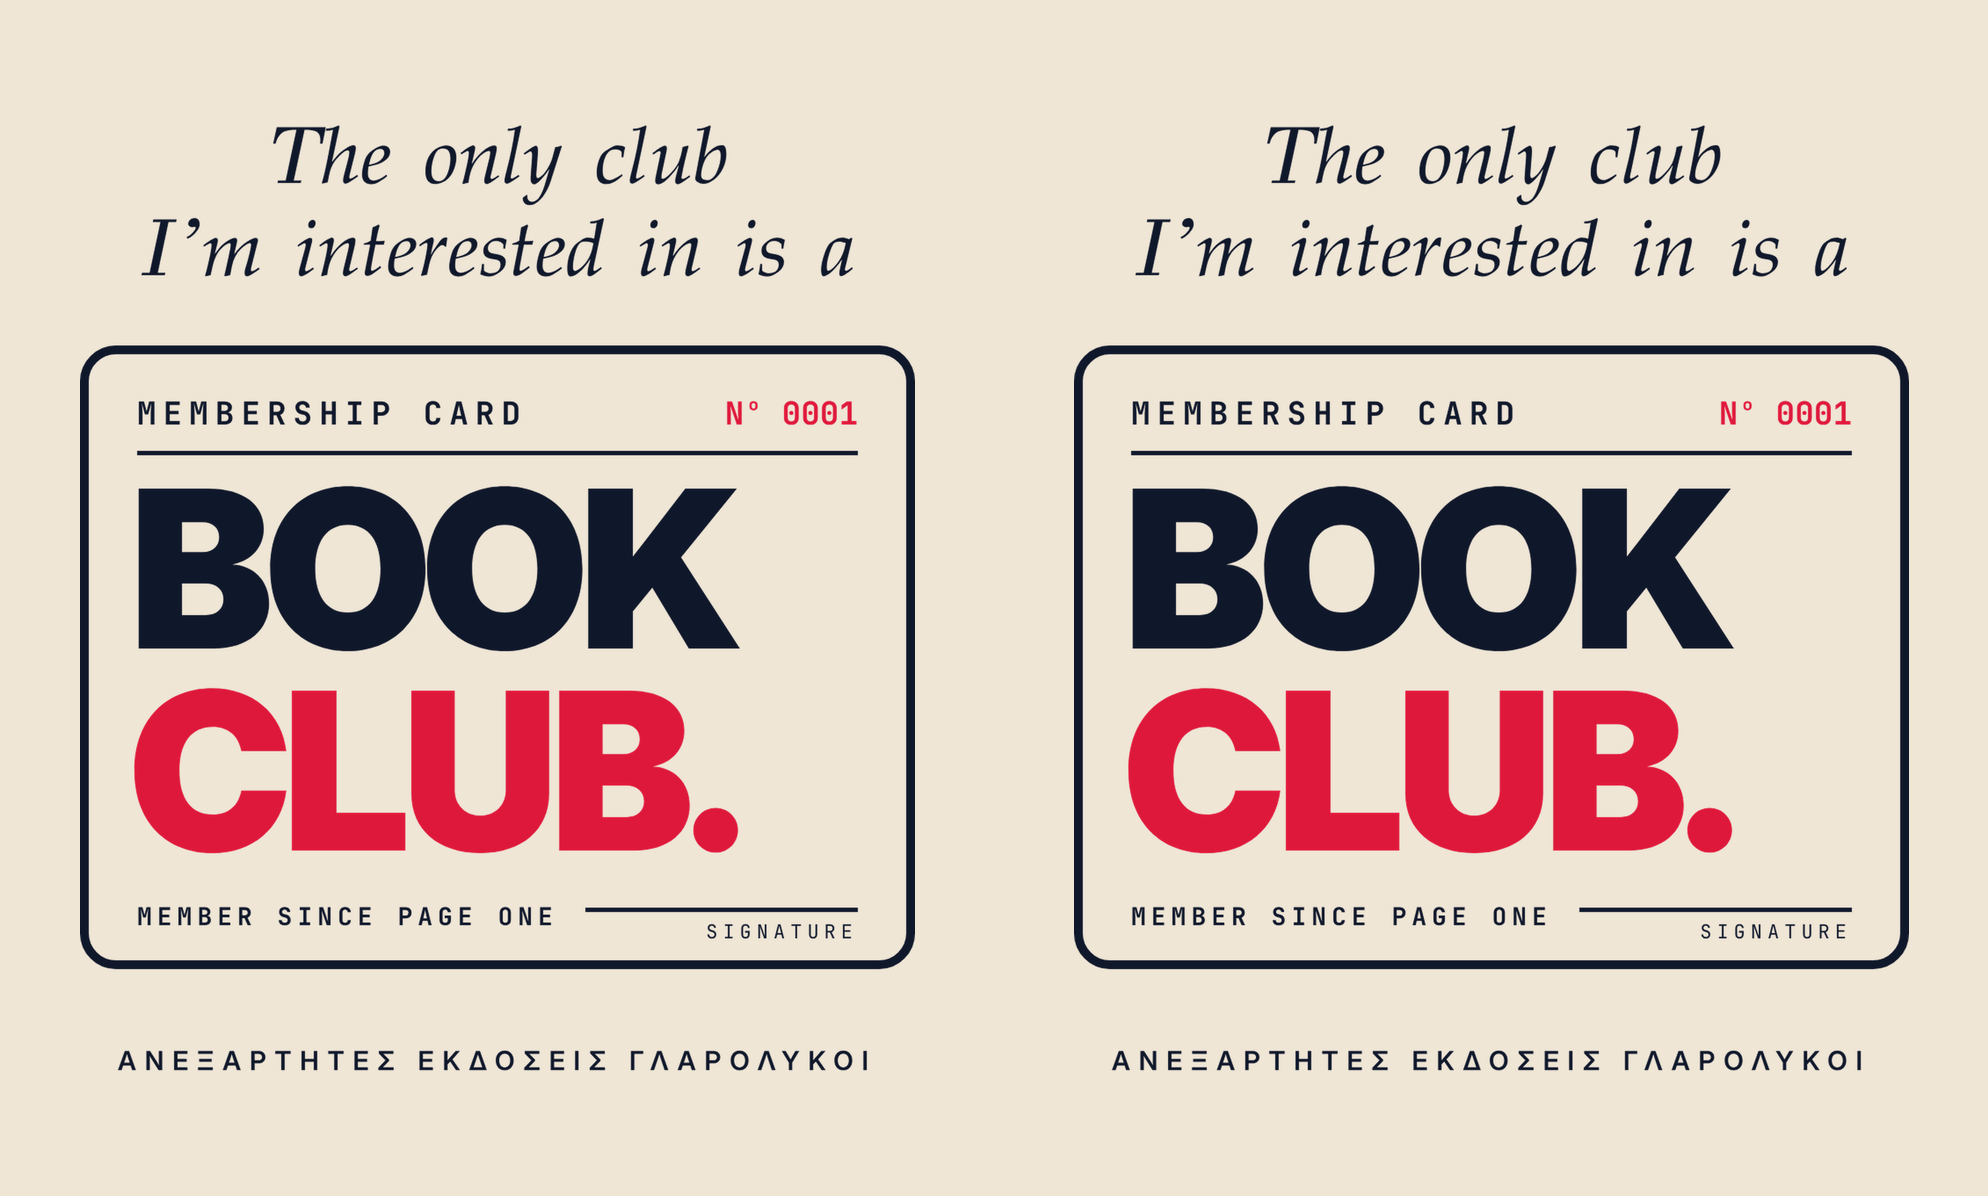 The only club
I’m interested in is a
MEMBERSHIP CARD Nº 0001
BOOK
CLUB.
MEMBER SINCE PAGE ONE
SIGNATURE
ΑΝΕΞΑΡΤΗΤΕΣ ΕΚΔΟΣΕΙΣ ΓΛΑΡΟΛΥΚΟΙ
The only club
I’m interested in is a
MEMBERSHIP CARD Nº 0001
BOOK
CLUB.
MEMBER SINCE PAGE ONE
SIGNATURE
ΑΝΕΞΑΡΤΗΤΕΣ ΕΚΔΟΣΕΙΣ ΓΛΑΡΟΛΥΚΟΙ